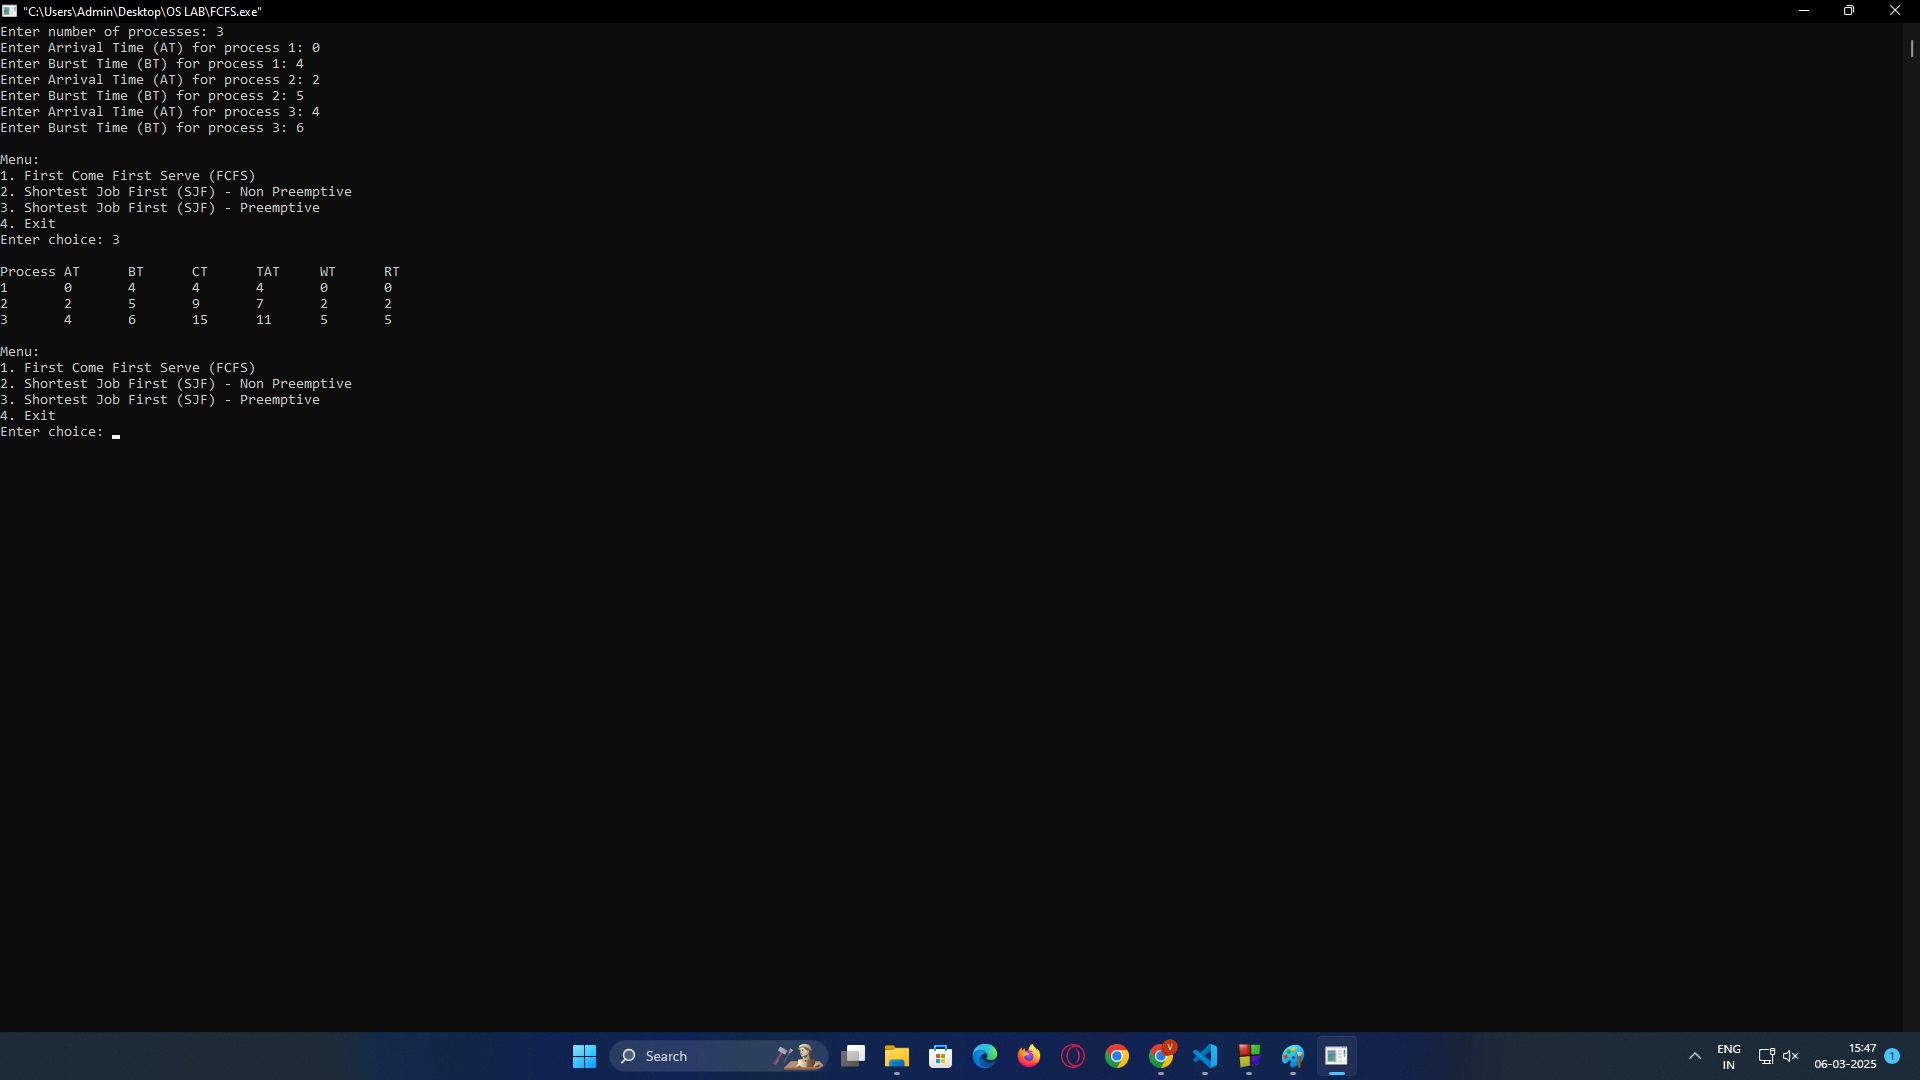 "C:\Users\Admin\Desktop\OS LAB\FCFS.exe"
Enter number of processes: 3
Enter Arrival Time (AT) for process 1: 0
Enter Burst Time (BT) for process 1: 4
Enter Arrival Time (AT) for process 2: 2
Enter Burst Time (BT) for process 2: 5
Enter Arrival Time (AT) for process 3: 4
Enter Burst Time (BT) for process 3: 6
Menu:
1. First Come First Serve (FCFS)
2. Shortest Job First (SJF) - Non Preemptive
3. Shortest Job First (SJF) - Preemptive
4. Exit
Enter choice: 3
Process AT BT CT TAT WT RT
1 0 4 4 4 0 0
2 2 5 9 7 2 2
3 4 6 15 11 5 5
Menu:
1. First Come First Serve (FCFS)
2. Shortest Job First (SJF) - Non Preemptive
3. Shortest Job First (SJF) - Preemptive
4. Exit
Enter choice:
Search
V
ENG
IN
15:47
06-03-2025
1